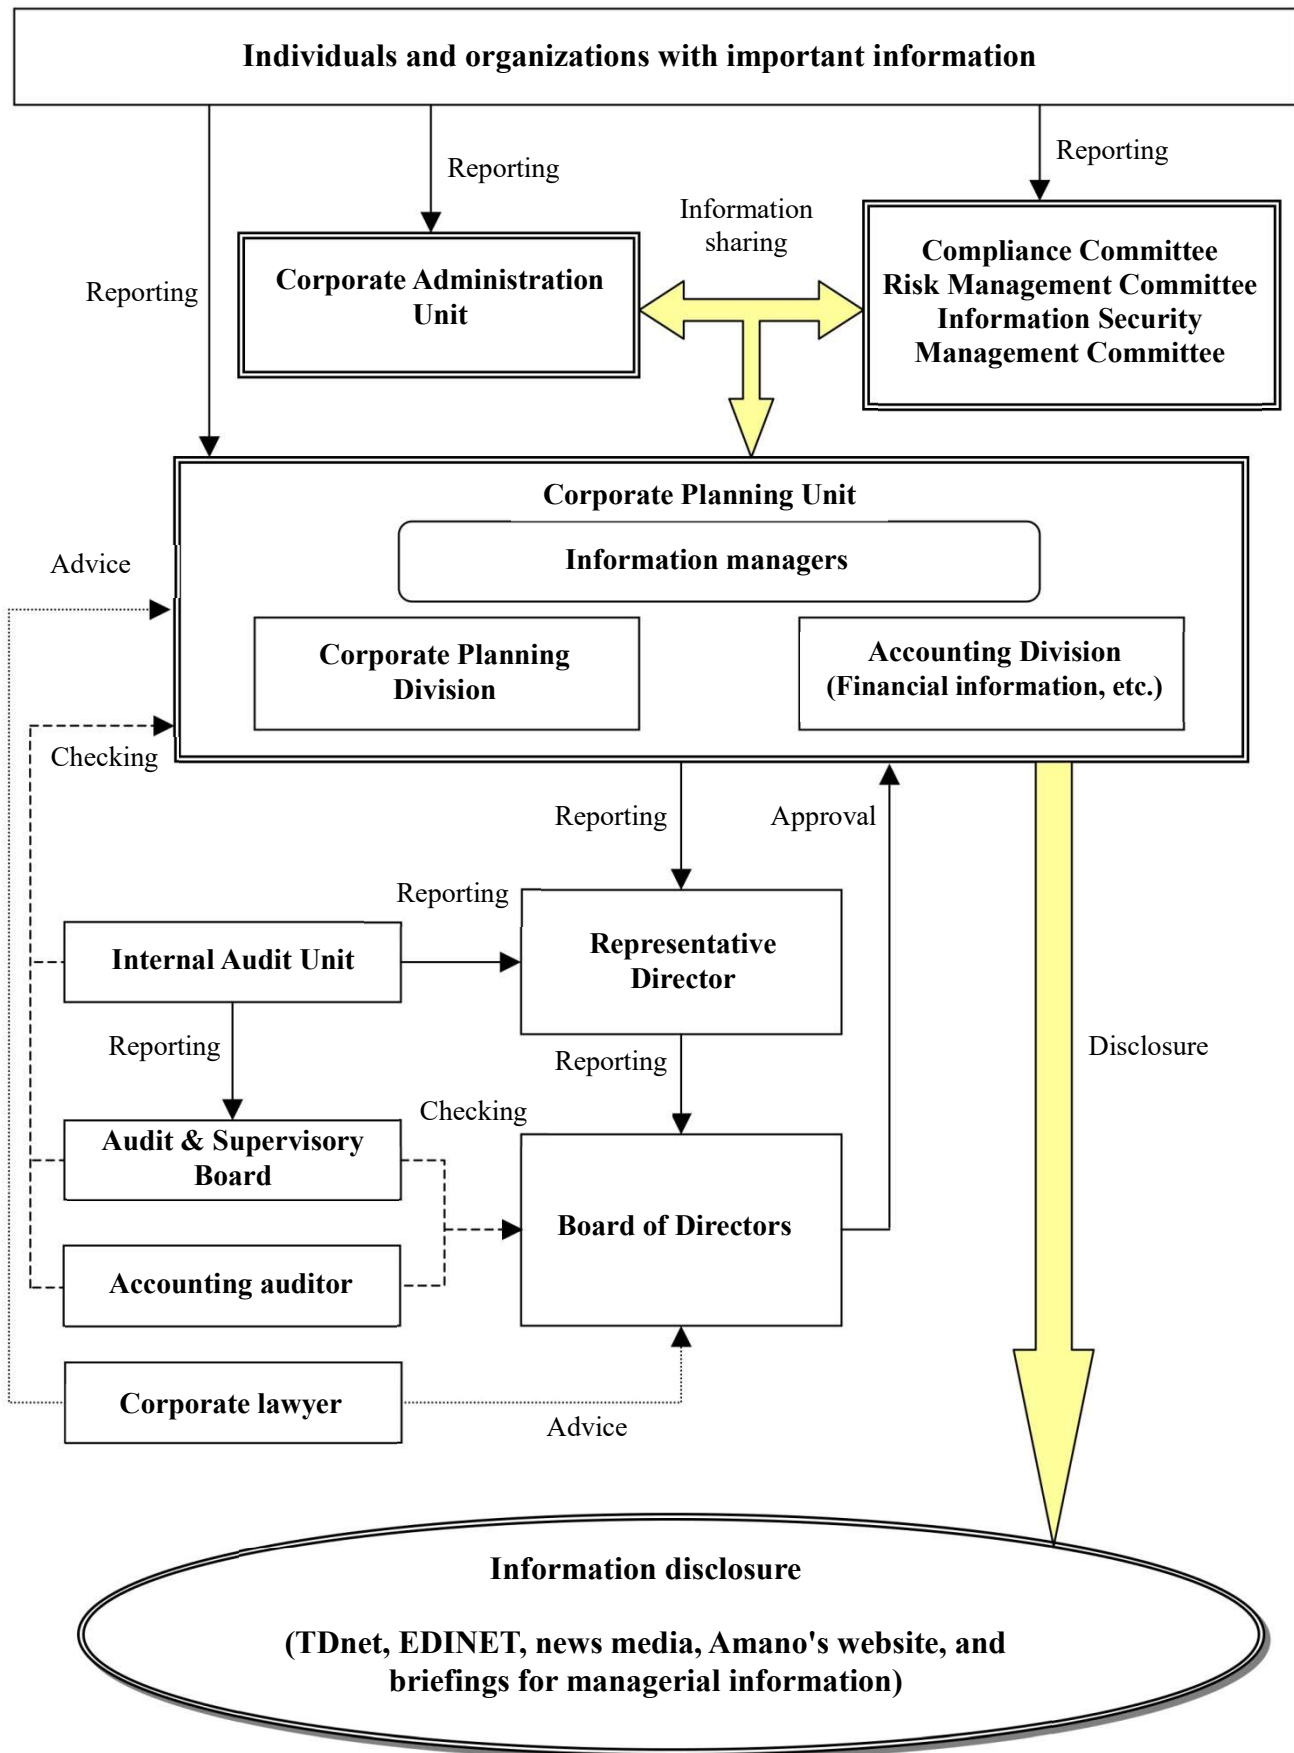 Individuals and organizations with important information
Reporting
Reporting
Reporting
Information
sharing
Corporate Administration
Unit
Compliance Committee
Risk Management Committee
Information Security
Management Committee
Reporting
Corporate Planning Unit
Information managers
Advice
Corporate Planning
Division
Accounting Division
(Financial information, etc.)
Checking
Reporting
Approval
Reporting
Internal Audit Unit
Representative
Director
Reporting
Reporting
Disclosure
Checking
Audit & Supervisory
Board
Board of Directors
Accounting auditor
Corporate lawyer
Advice
Information disclosure
(TDnet, EDINET, news media, Amano's website, and
briefings for managerial information)